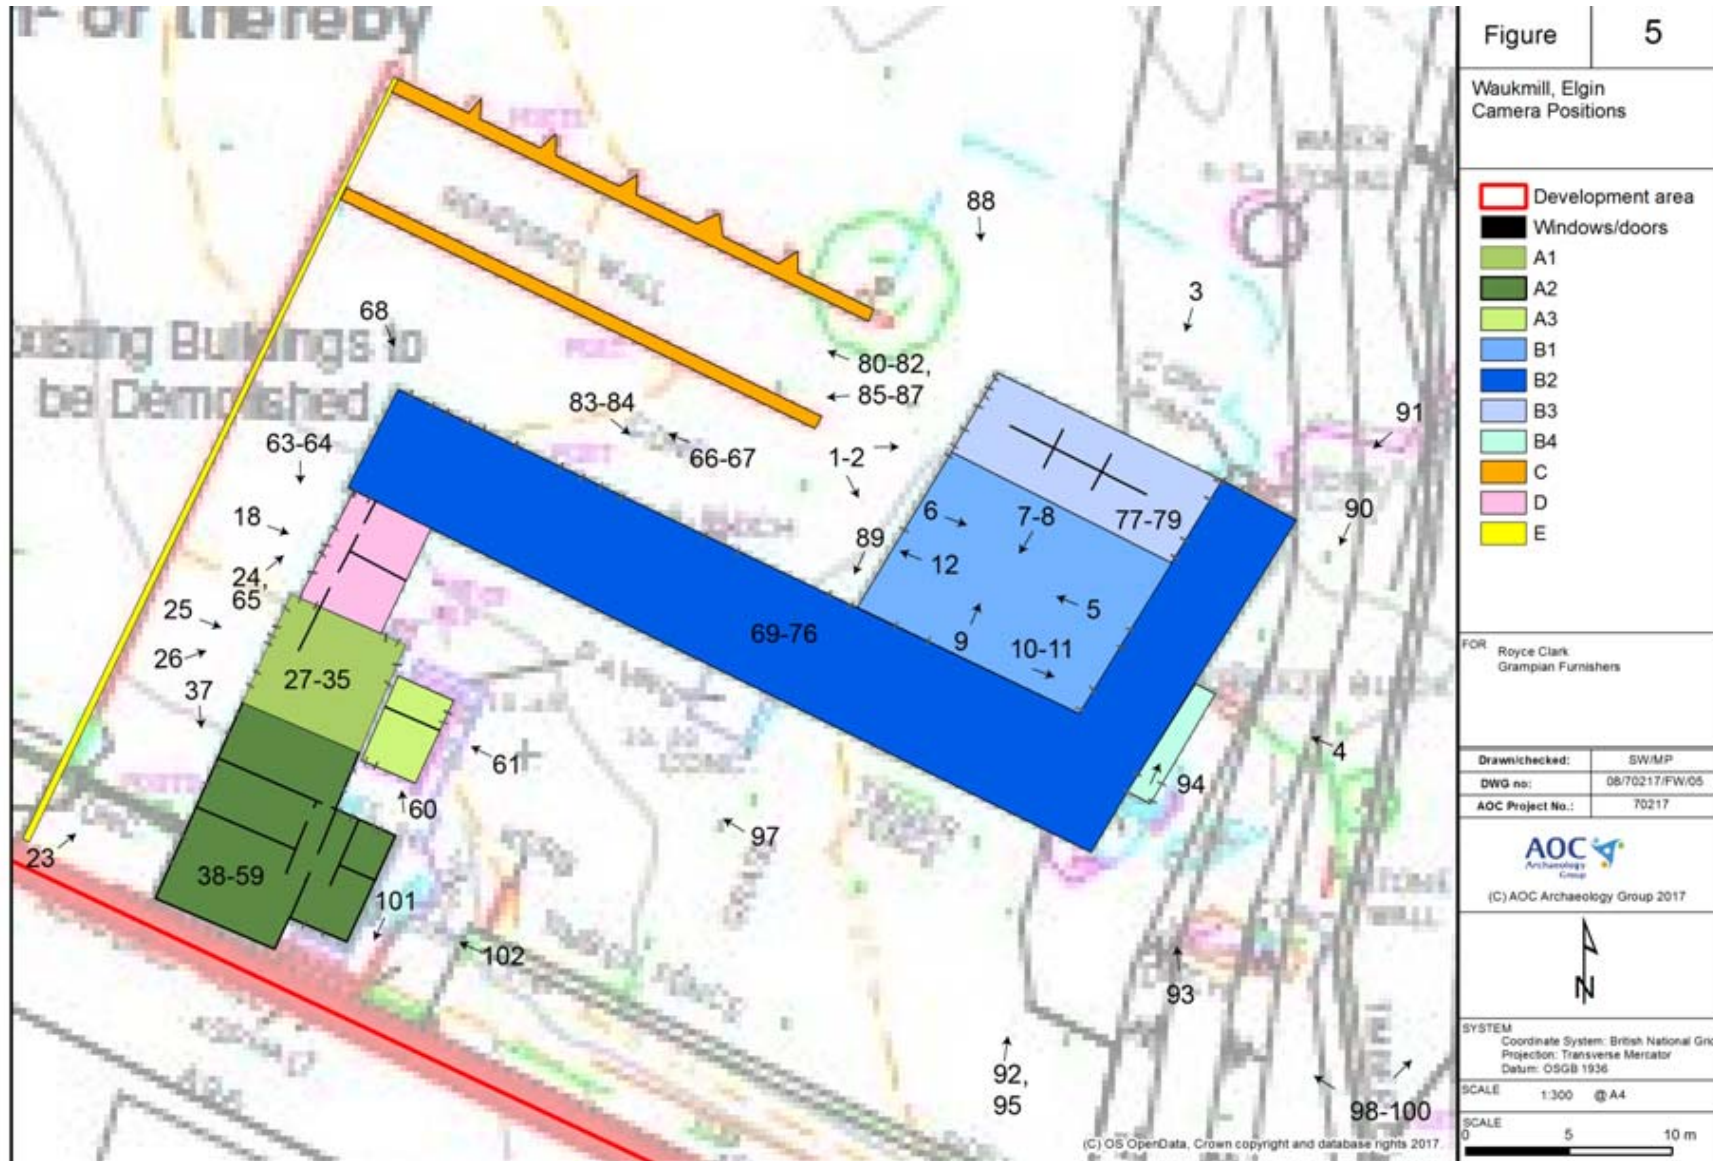 Figure 5
Waukmill, Elgin
Camera Positions
Development area
Windows/doors
A1
A2
A3
B1
B2
B3
B4
C
D
E
FOR Royce Clark
Grampian Furnishers
Drawn/checked: SW/MP
DWG no: 08/70217/FW/05
AOC Project No.: 70217
AOC
Archaeology
Group
(C) AOC Archaeology Group 2017
N
SYSTEM
Coordinate System: British National Grid
Projection: Transverse Mercator
Datum: OSGB 1936
SCALE 1:300 @ A4
SCALE
0 5 10 m
thereby
Existing Buildings to
be Demolished
88
3
68
80-82,
85-87
83-84
66-67
91
63-64
1-2
18
6
7-8
77-79
90
89
12
24,
65
25
5
69-76
9
10-11
26
27-35
37
4
61
94
60
97
23
38-59
101
102
93
92,
95
98-100
(C) OS OpenData, Crown copyright and database rights 2017.